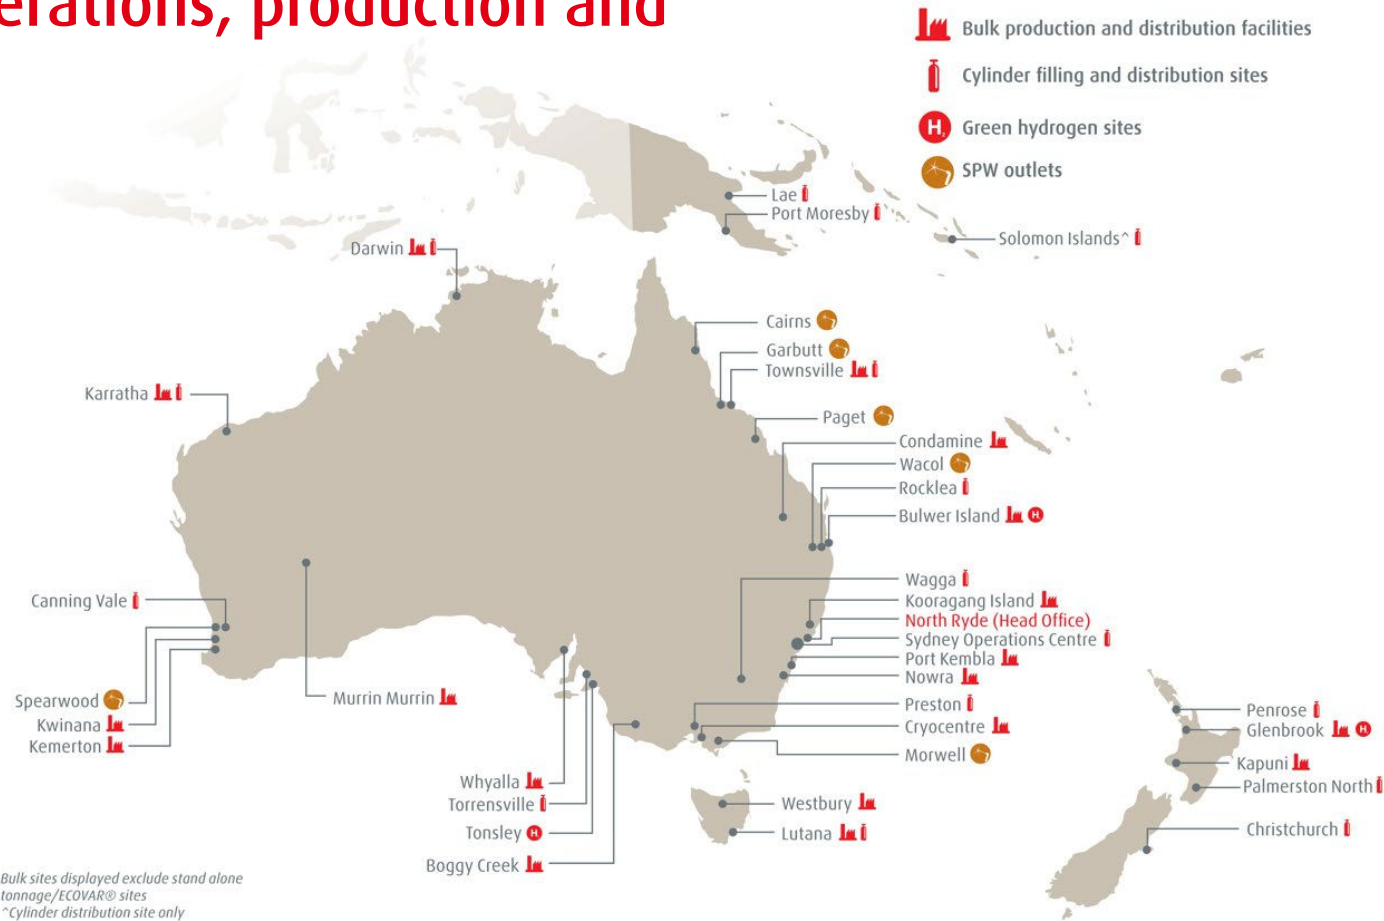 erations, production and
Bulk production and distribution facilities
Cylinder filling and distribution sites
H2 Green hydrogen sites
SPW outlets
Lae
Port Moresby
Solomon Islands^
Darwin
Cairns
Garbutt
Townsville
Karratha
Paget
Condamine
Wacol
Rocklea
Bulwer Island H
Wagga
Canning Vale
Kooragang Island
North Ryde (Head Office)
Sydney Operations Centre
Port Kembla
Nowra
Spearwood
Murrin Murrin
Kwinana
Kemerton
Preston
Cryocentre
Morwell
Penrose
Glenbrook H
Kapuni
Palmerston North
Christchurch
Whyalla
Torrensville
Tonsley H
Boggy Creek
Westbury
Lutana
Bulk sites displayed exclude stand alone
tonnage/ECOVAR® sites
^Cylinder distribution site only